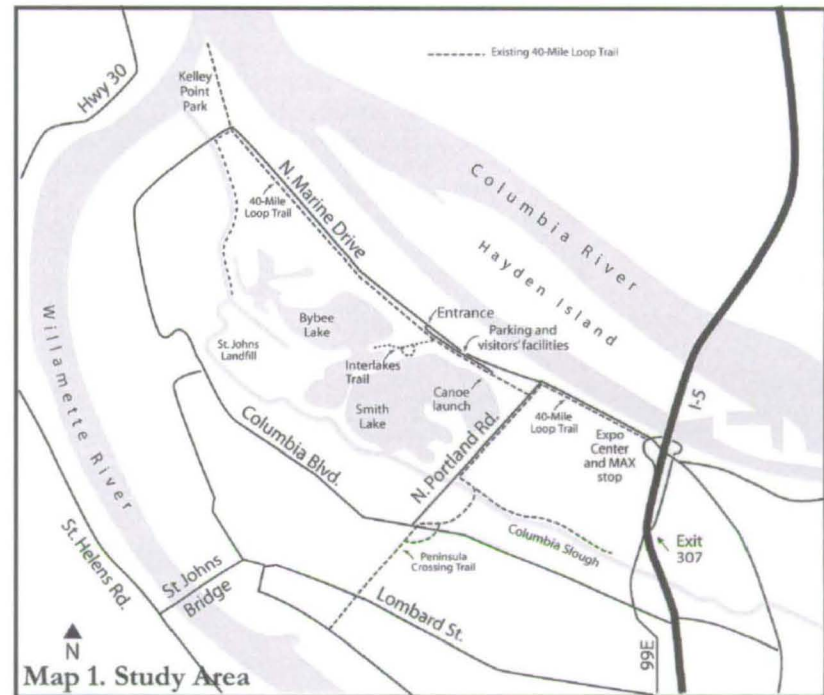 Existing 40-Mile Loop Trail
Hwy 30
Kelley
Point
Park
N. Marine Drive
40-Mile
Loop Trail
Columbia River
Hayden Island
Willamette River
Bybee
Lake
Entrance
Parking and
visitors' facilities
St. Johns
Landfill
Interlakes
Trail
Canoe
launch
Smith
Lake
Columbia Blvd.
N. Portland Rd.
40-Mile
Loop Trail
Expo
Center
and MAX
stop
I-5
Exit
307
Columbia Slough
Peninsula
Crossing Trail
St. Helens Rd.
St Johns
Bridge
Lombard St.
99E
N
Map 1. Study Area